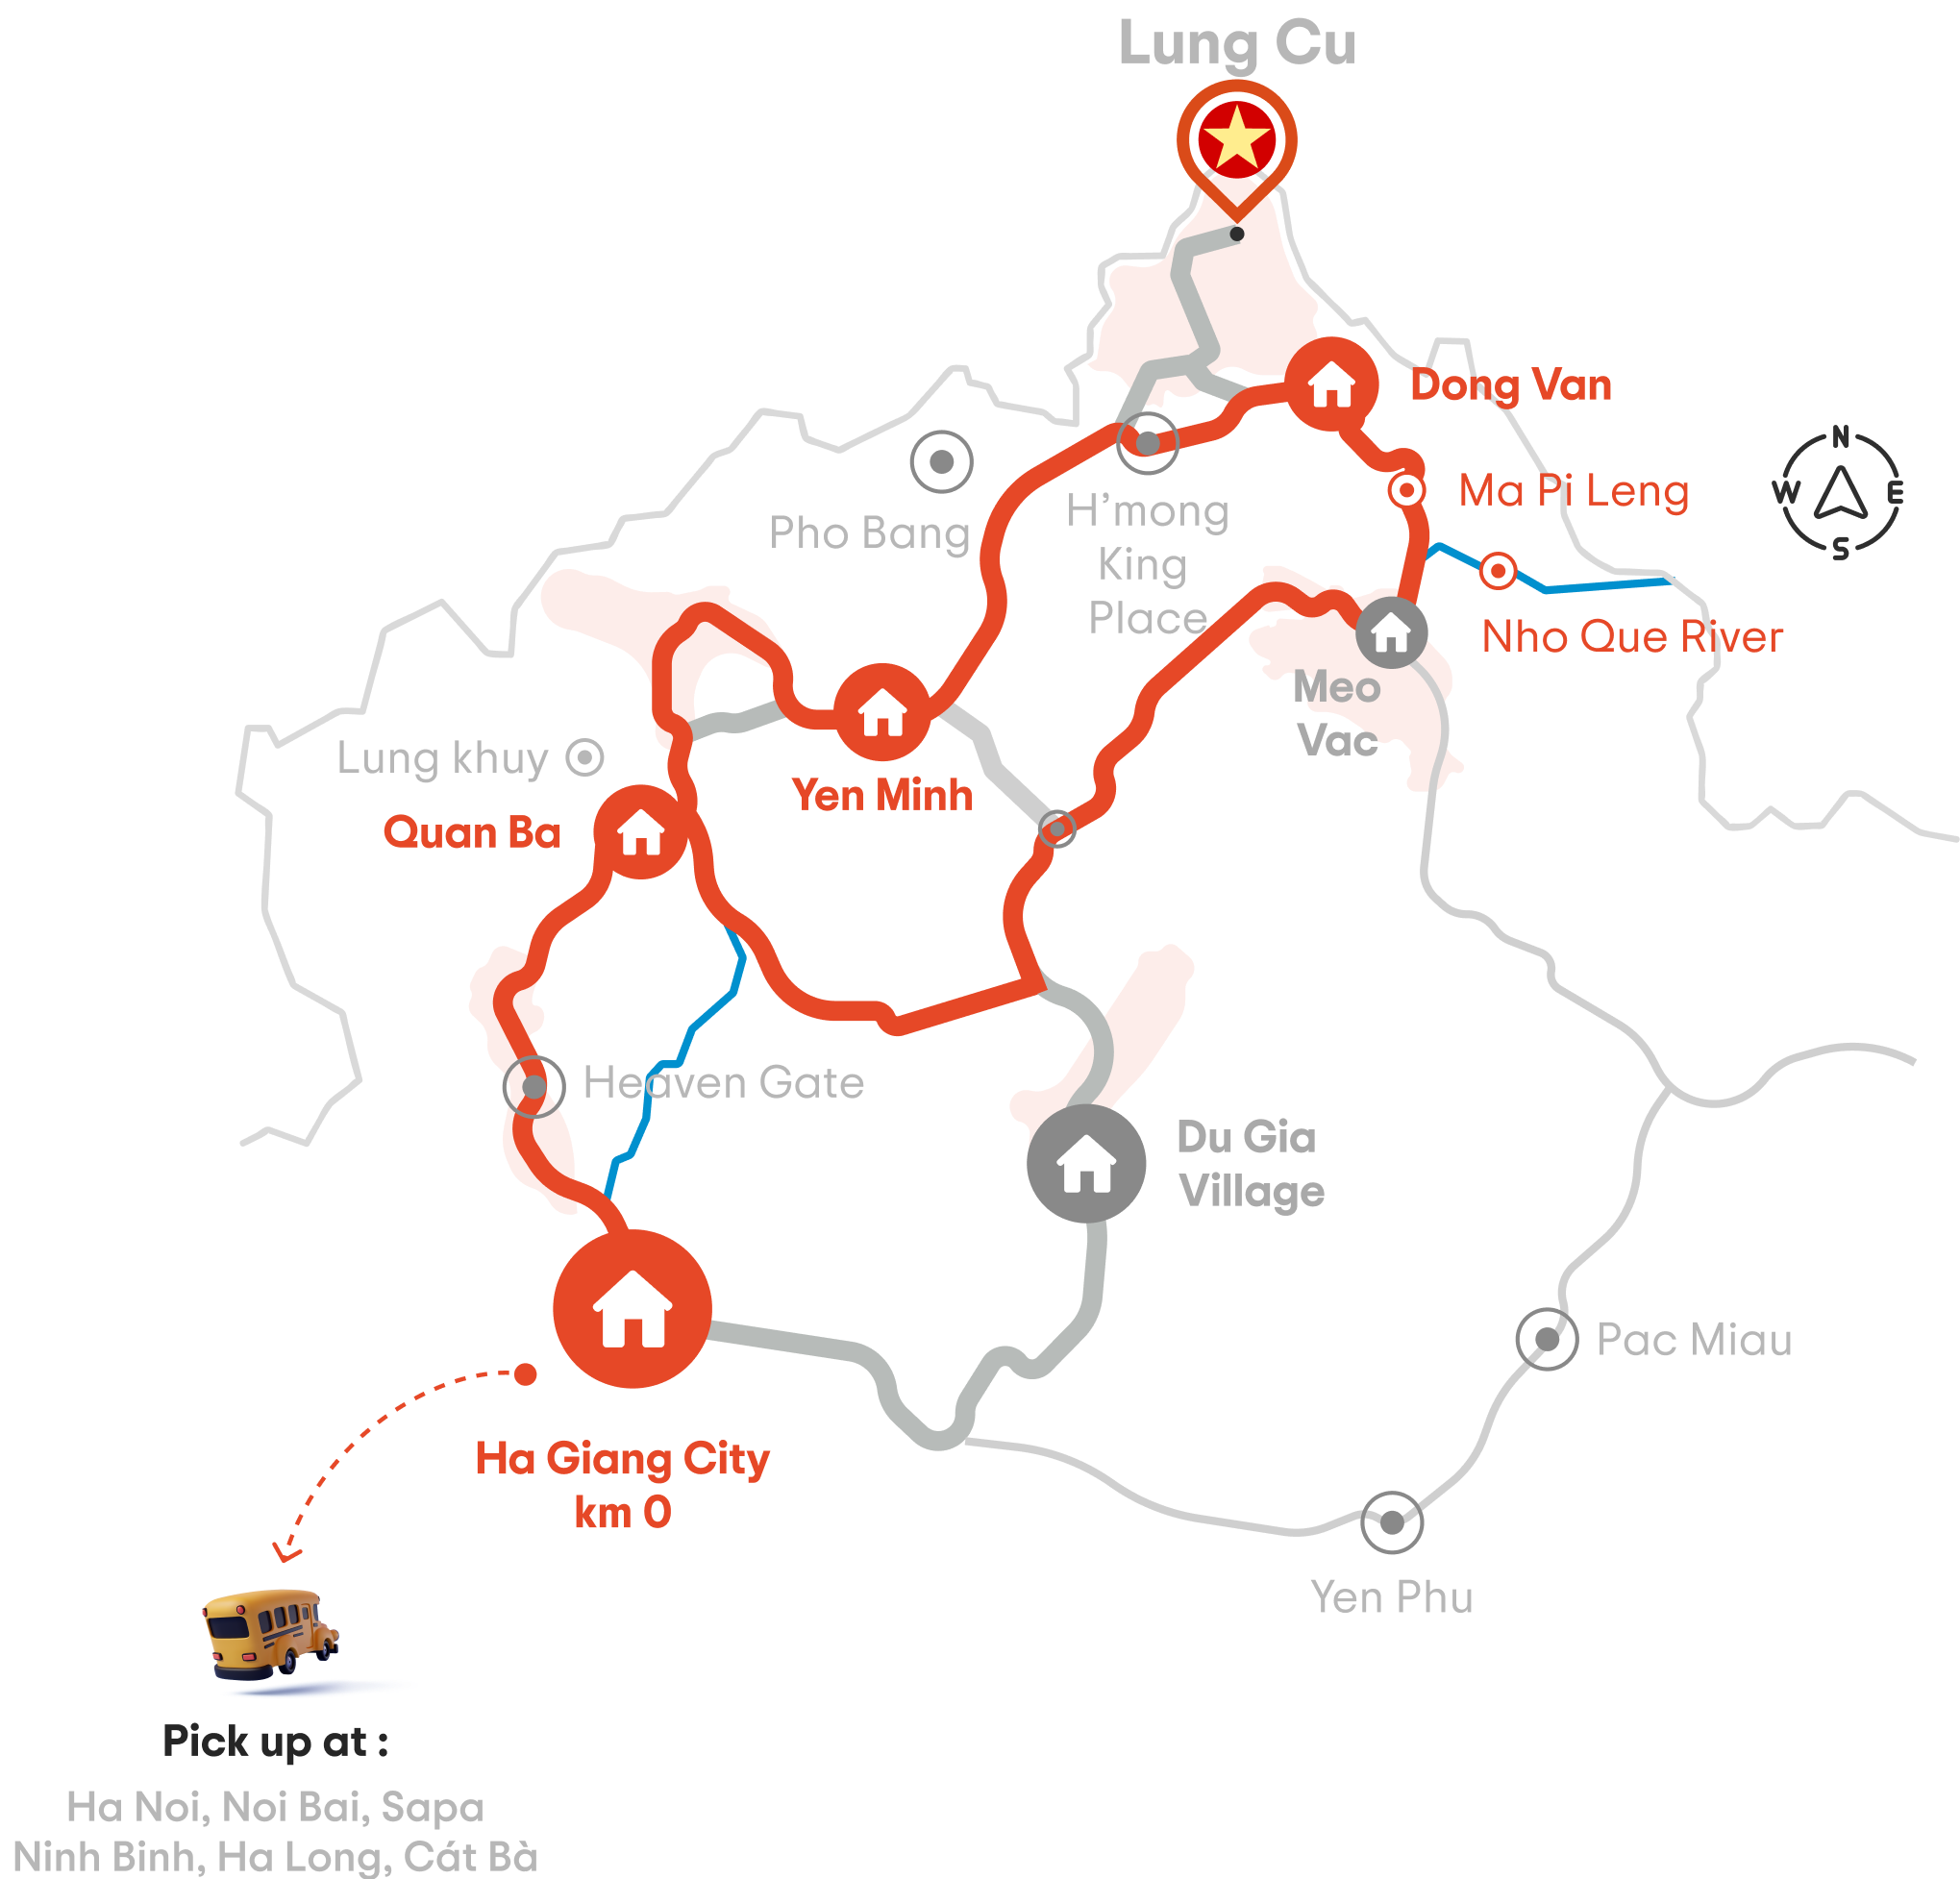 Lung Cu
Dong Van
N
W
E
S
Ma Pi Leng
H'mong
King
Place
Pho Bang
Nho Que River
Meo
Vac
Lung khuy
Yen Minh
Quan Ba
Heaven Gate
Du Gia
Village
Pac Miau
Ha Giang City
km 0
Yen Phu
Pick up at :
Ha Noi, Noi Bai, Sapa
Ninh Binh, Ha Long, Cát Bà